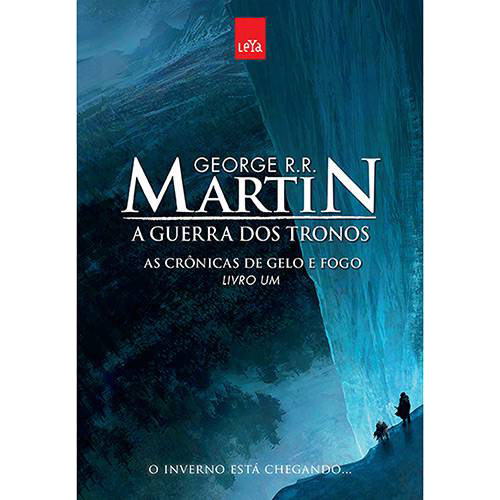 LeYa
GEORGE R.R.
MARTIN
A GUERRA DOS TRONOS
AS CRÔNICAS DE GELO E FOGO
LIVRO UM
O INVERNO ESTÁ CHEGANDO...